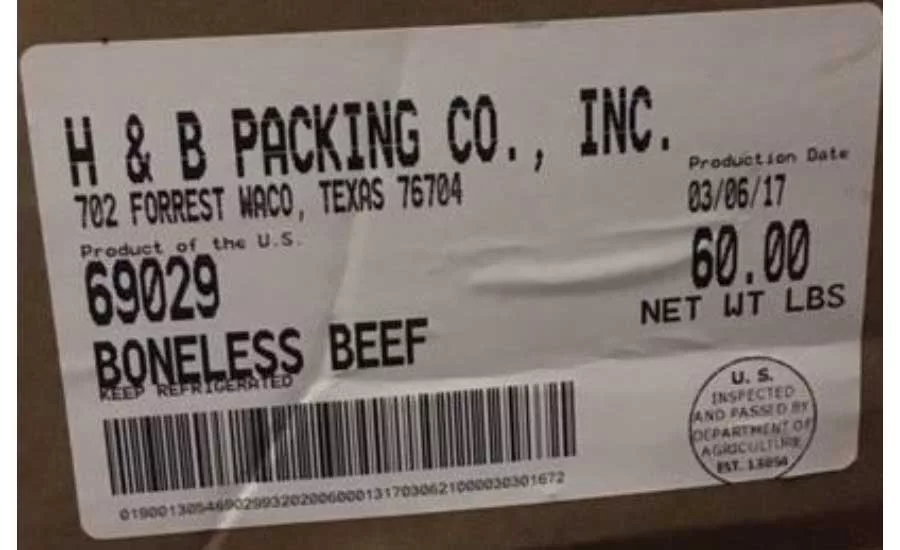 H & B PACKING CO., INC.
702 FORREST WACO, TEXAS 76704
Production Date
03/06/17
Product of the U.S.
69029
60.00
NET WT LBS
BONELESS BEEF
KEEP REFRIGERATED
U. S.
INSPECTED
AND PASSED BY
DEPARTMENT OF
AGRICULTURE
EST.